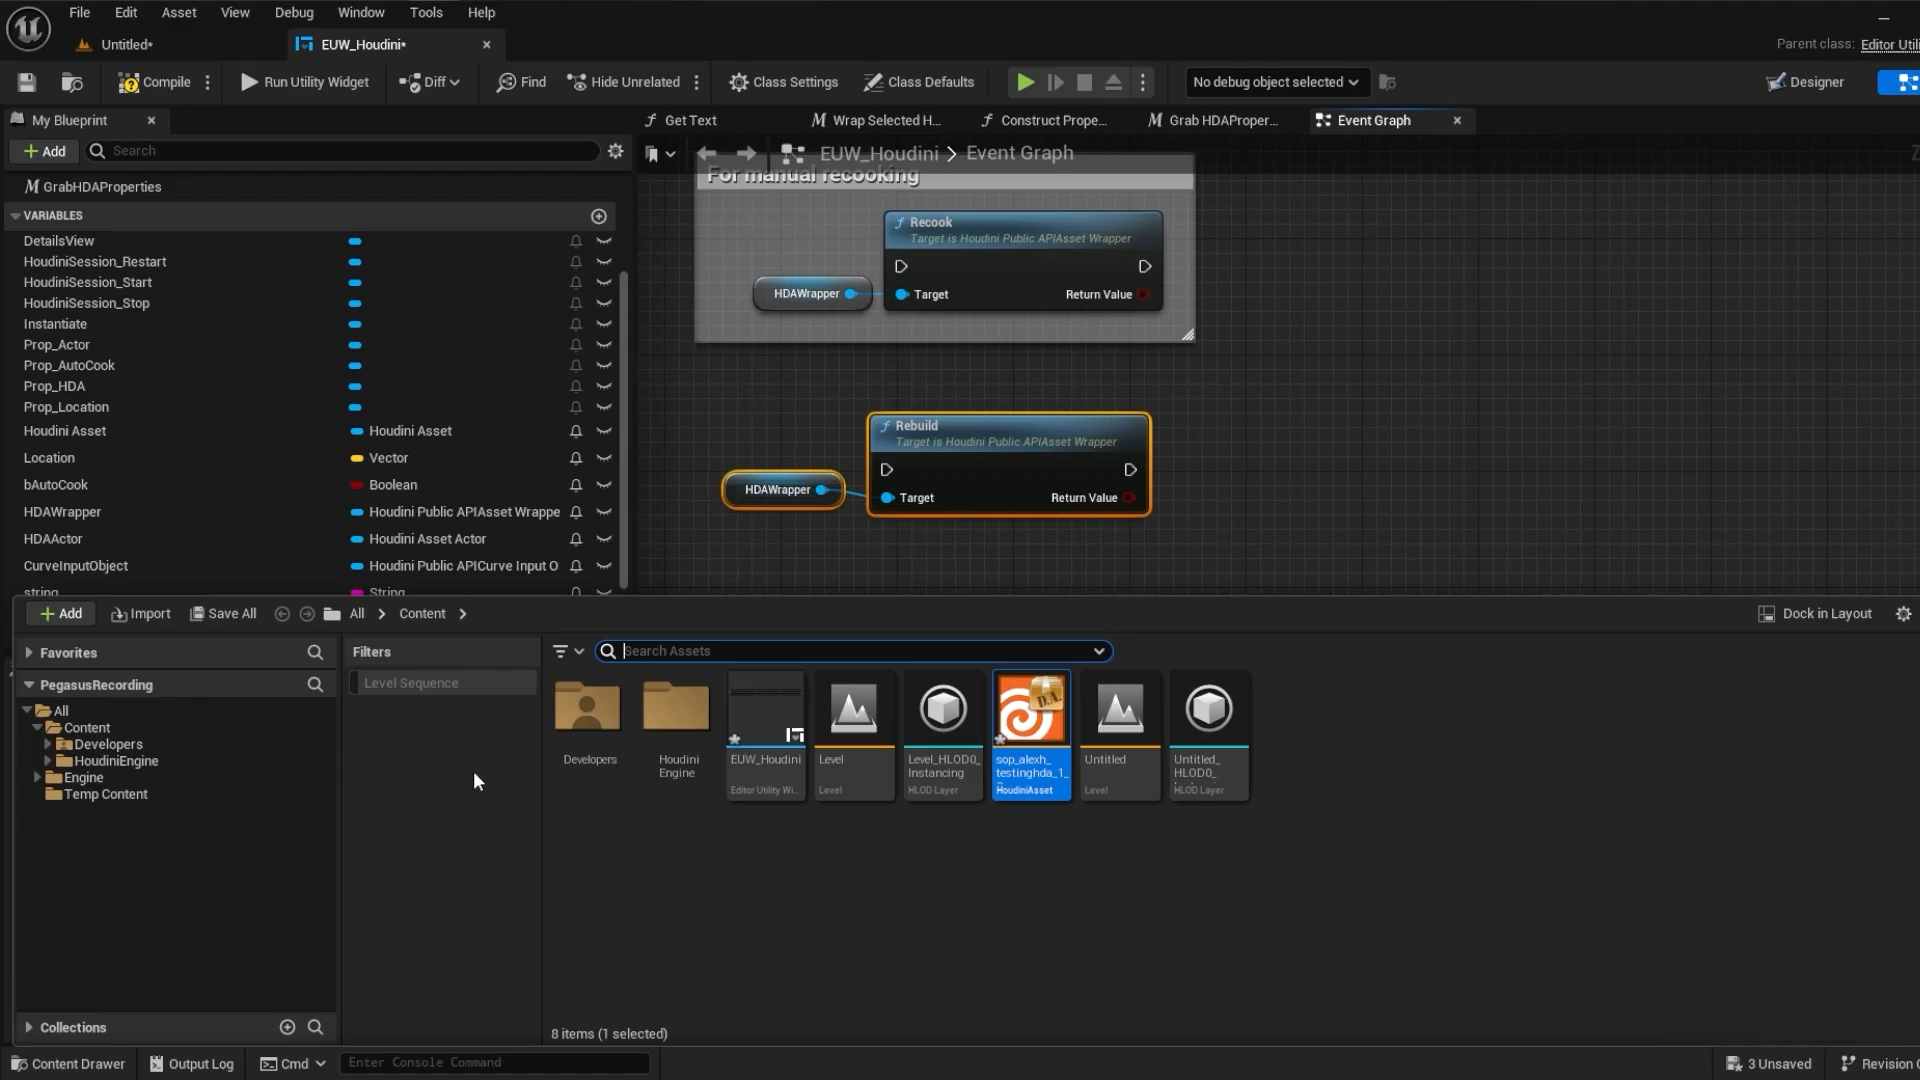 File Edit Asset View Debug Window Tools Help
Untitled*
EUW_Houdini*
Parent class: Editor Utili
Compile
Run Utility Widget
Diff
Find
Hide Unrelated
Class Settings
Class Defaults
No debug object selected
Designer
My Blueprint
Get Text
Wrap Selected H...
Construct Prope...
Grab HDAProper...
Event Graph
Add
Search
EUW_Houdini > Event Graph
GrabHDAProperties
VARIABLES
DetailsView
HoudiniSession_Restart
HoudiniSession_Start
HoudiniSession_Stop
Instantiate
Prop_Actor
Prop_AutoCook
Prop_HDA
Prop_Location
Houdini Asset Houdini Asset
Location Vector
bAutoCook Boolean
HDAWrapper Houdini Public APIAsset Wrappe
HDAActor Houdini Asset Actor
CurveInputObject Houdini Public APICurve Input O
string String
For manual recooking
Recook
Target is Houdini Public APIAsset Wrapper
HDAWrapper
Target
Return Value
Rebuild
Target is Houdini Public APIAsset Wrapper
HDAWrapper
Target
Return Value
Add
Import
Save All
All > Content >
Dock in Layout
Favorites
Filters
Search Assets
PegasusRecording
Level Sequence
All
Content
Developers
HoudiniEngine
Engine
Temp Content
Developers
Houdini
Engine
EUW_Houdini
Editor Utility Wi...
Level
Level
Level_HLOD0_
Instancing
HLOD Layer
D.A.
sop_alexh_
testinghda_1_
HoudiniAsset
Untitled
Level
Untitled_
HLOD0_
HLOD Layer
Collections
8 items (1 selected)
Content Drawer
Output Log
Cmd
Enter Console Command
3 Unsaved
Revision